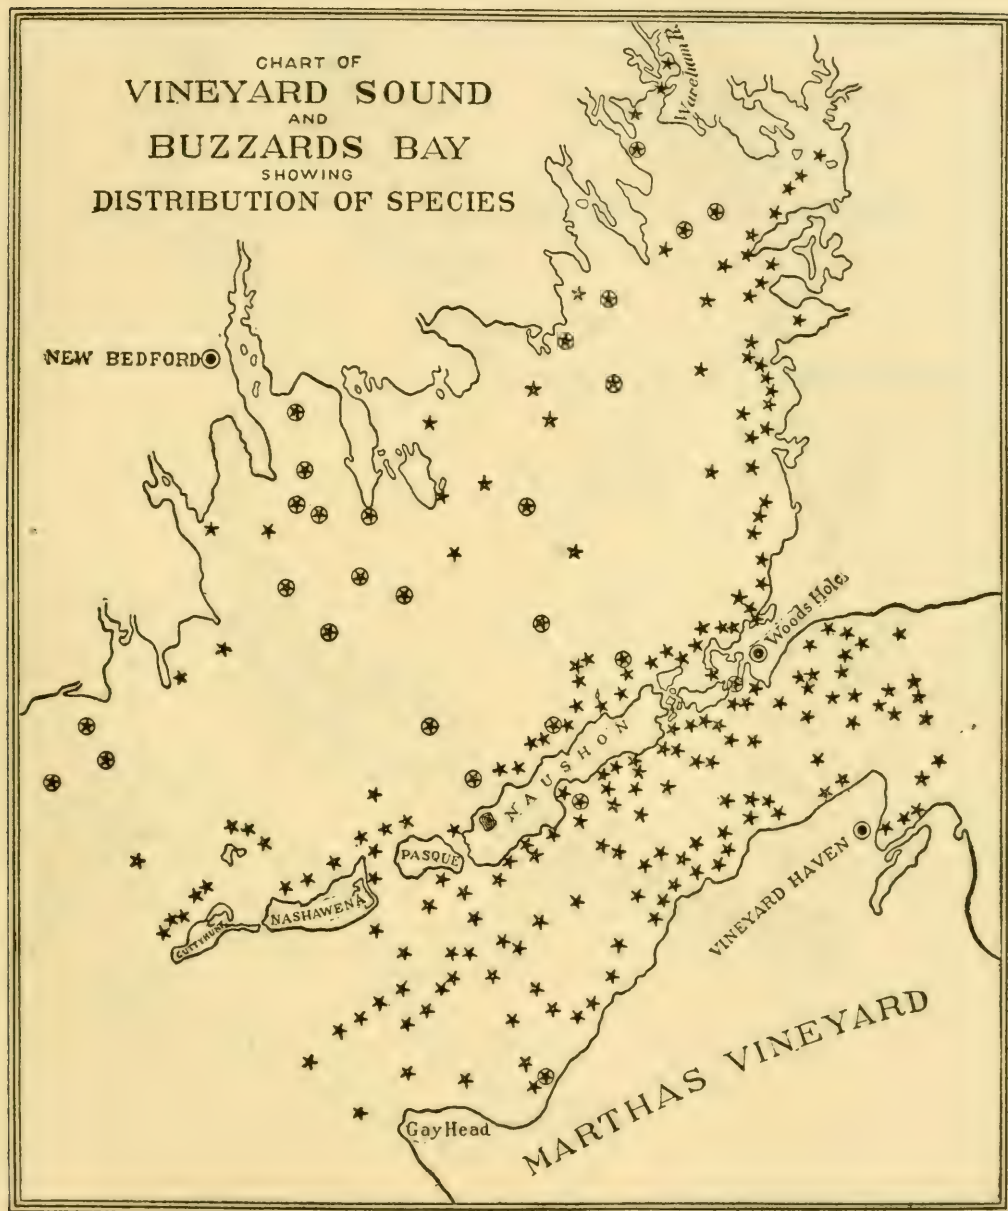 CHART OF
VINEYARD SOUND
AND
BUZZARDS BAY
SHOWING
DISTRIBUTION OF SPECIES
Wareham R.
NEW BEDFORD
Woods Hole
NAUSHON
PASQUE
NASHAWENA
CUTTYHUNK
VINEYARD HAVEN
MARTHAS VINEYARD
Gay Head